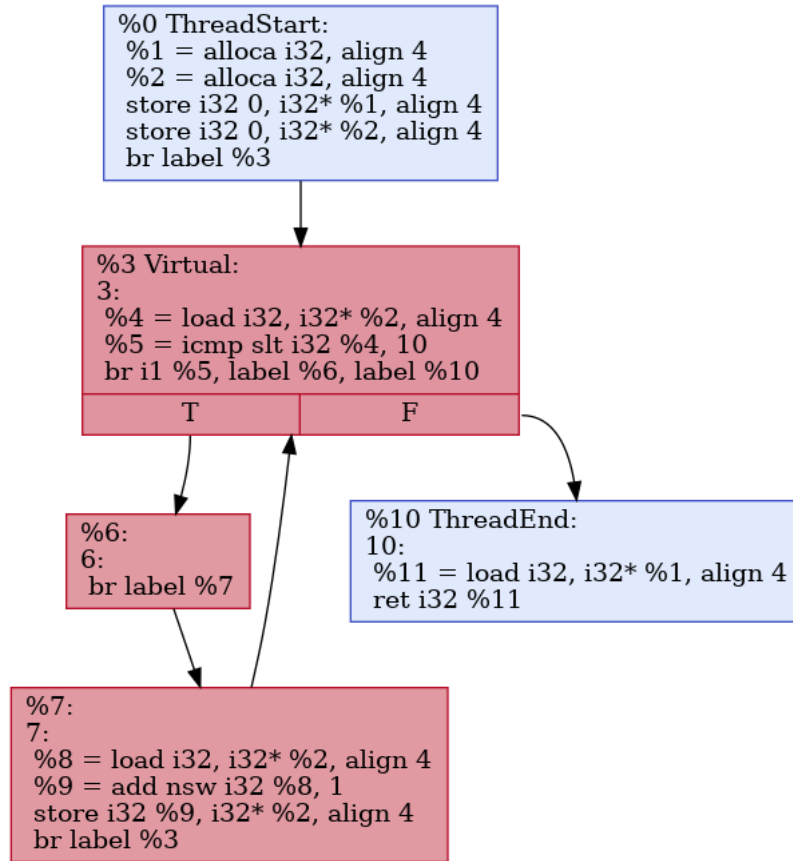 %0 ThreadStart:
%1 = alloca i32, align 4
%2 = alloca i32, align 4
store i32 0, i32* %1, align 4
store i32 0, i32* %2, align 4
br label %3
%3 Virtual:
3:
%4 = load i32, i32* %2, align 4
%5 = icmp slt i32 %4, 10
br i1 %5, label %6, label %10
T
F
%6:
6:
br label %7
%10 ThreadEnd:
10:
%11 = load i32, i32* %1, align 4
ret i32 %11
%7:
7:
%8 = load i32, i32* %2, align 4
%9 = add nsw i32 %8, 1
store i32 %9, i32* %2, align 4
br label %3